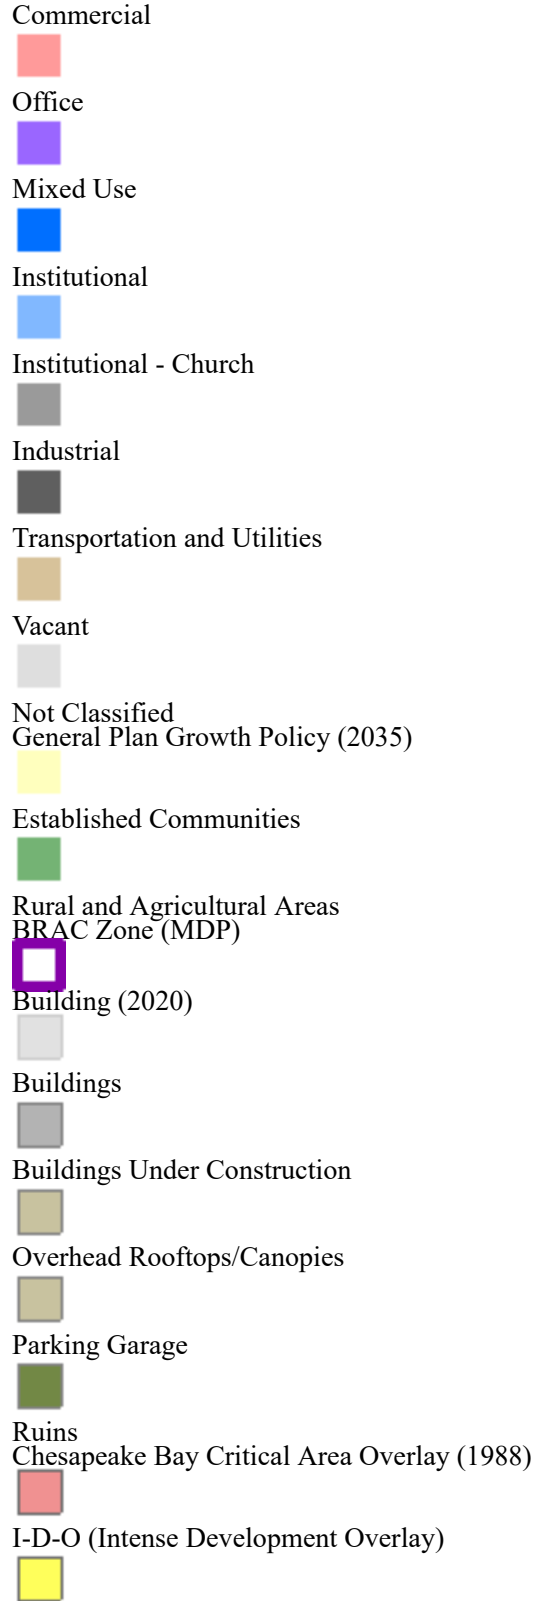 Commercial
Office
Mixed Use
Institutional
Institutional - Church
Industrial
Transportation and Utilities
Vacant
Not Classified
General Plan Growth Policy (2035)
Established Communities
Rural and Agricultural Areas
BRAC Zone (MDP)
Building (2020)
Buildings
Buildings Under Construction
Overhead Rooftops/Canopies
Parking Garage
Ruins
Chesapeake Bay Critical Area Overlay (1988)
I-D-O (Intense Development Overlay)